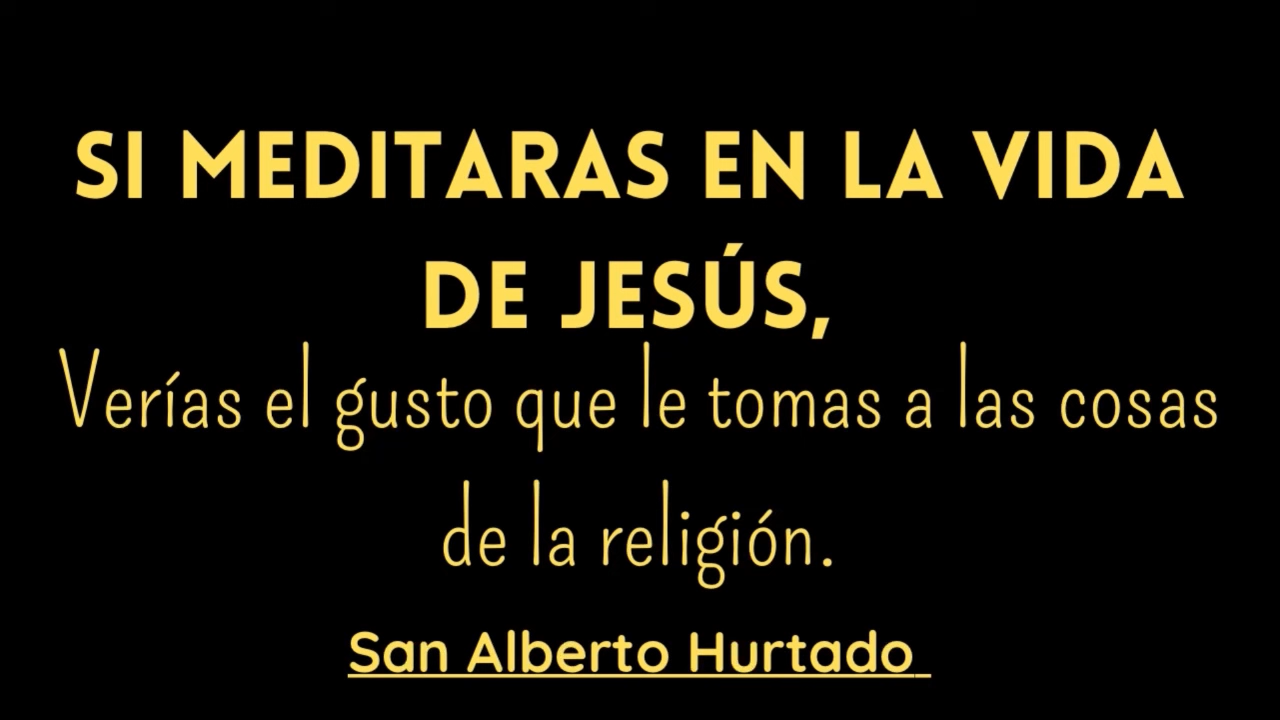 SI MEDITARAS EN LA VIDA
DE JESÚS,
Verías el gusto que le tomas a las cosas
de la religión.
San Alberto Hurtado